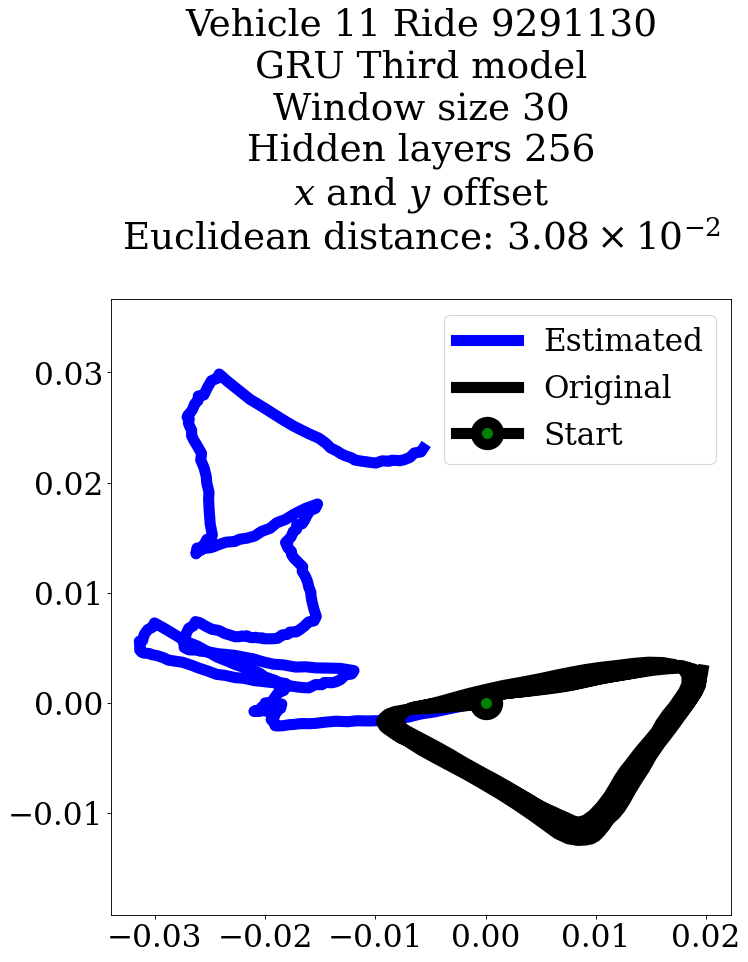 Vehicle 11 Ride 9291130
GRU Third model
Window size 30
Hidden layers 256
x and y offset
Euclidean distance: 3.08 × 10⁻²
Estimated
Original
Start
0.03
0.02
0.01
0.00
−0.01
−0.03 −0.02 −0.01 0.00 0.01 0.02